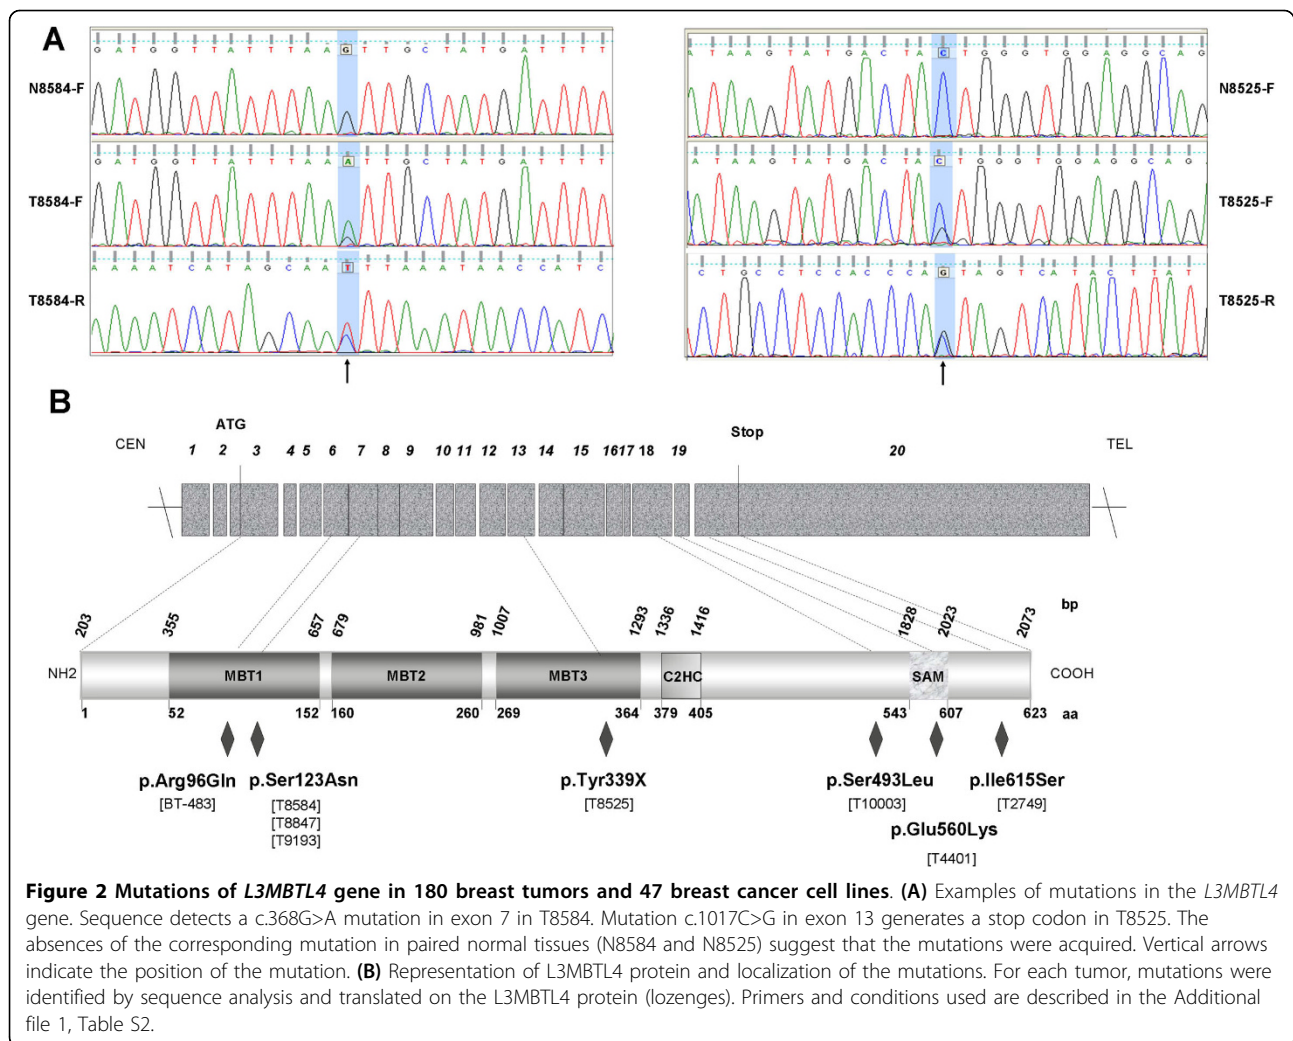 A
G A T G G T T A T T T A A G T T G C T A T G A T T T T
N8584-F
G A T G G T T A T T T A A A T T G C T A T G A T T T T
T8584-F
A A A A T C A T A G C A A T T T A A A T A A C C A T C
T8584-R
A T A A G T A T G A C T A C T G G G T G G A G G C A G
N8525-F
A T A A G T A T G A C T A C T G G G T G G A G G C A G
T8525-F
C T G C C T C C A C C C A G T A G T C A T A C T T A T
T8525-R
B
CEN
ATG
Stop
TEL
1 2 3 4 5 6 7 8 9 10 11 12 13 14 15 16 17 18 19 20
203 355 657 679 981 1007 1293 1336 1416 1828 2023 2073
bp
NH2
MBT1 MBT2 MBT3 C2HC SAM
COOH
1 52 152 160 260 269 364 379 405 543 607 623
aa
p.Arg96Gln
[BT-483]
p.Ser123Asn
[T8584]
[T8847]
[T9193]
p.Tyr339X
[T8525]
p.Ser493Leu
[T10003]
p.Glu560Lys
[T4401]
p.Ile615Ser
[T2749]
Figure 2 Mutations of L3MBTL4 gene in 180 breast tumors and 47 breast cancer cell lines. (A) Examples of mutations in the L3MBTL4
gene. Sequence detects a c.368G>A mutation in exon 7 in T8584. Mutation c.1017C>G in exon 13 generates a stop codon in T8525. The
absences of the corresponding mutation in paired normal tissues (N8584 and N8525) suggest that the mutations were acquired. Vertical arrows
indicate the position of the mutation. (B) Representation of L3MBTL4 protein and localization of the mutations. For each tumor, mutations were
identified by sequence analysis and translated on the L3MBTL4 protein (lozenges). Primers and conditions used are described in the Additional
file 1, Table S2.